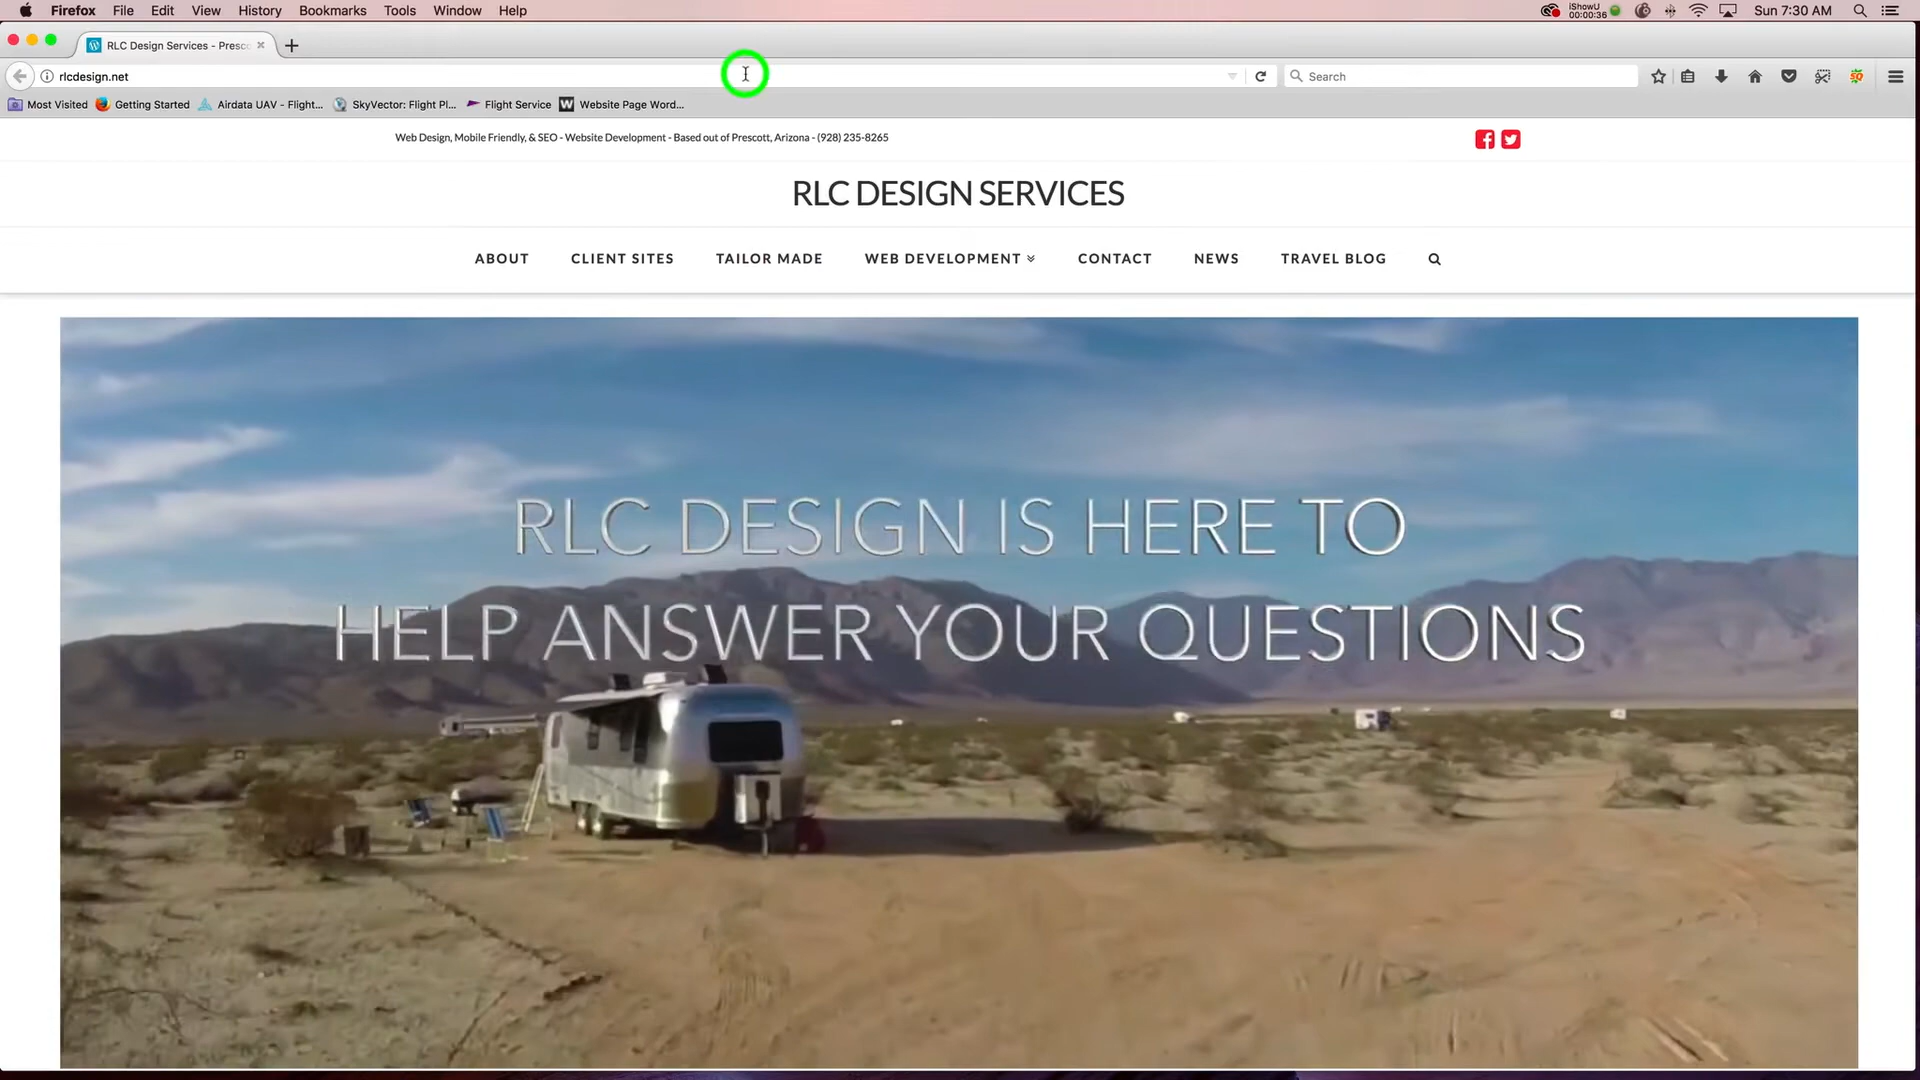 Firefox File Edit View History Bookmarks Tools Window Help iShowU 00:00:36 Sun 7:30 AM
RLC Design Services - Presc
rlcdesign.net Search
Most Visited Getting Started Airdata UAV - Flight... SkyVector: Flight Pl... Flight Service W Website Page Word...
Web Design, Mobile Friendly, & SEO - Website Development - Based out of Prescott, Arizona - (928) 235-8265
RLC DESIGN SERVICES
ABOUT CLIENT SITES TAILOR MADE WEB DEVELOPMENT CONTACT NEWS TRAVEL BLOG
RLC DESIGN IS HERE TO
HELP ANSWER YOUR QUESTIONS